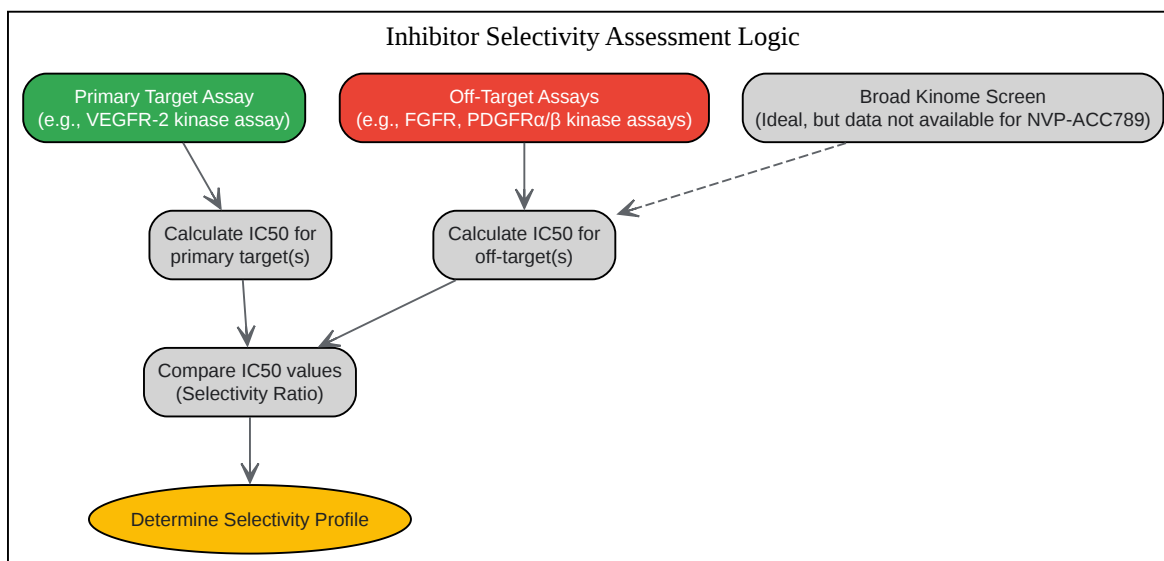 Inhibitor Selectivity Assessment Logic
Primary Target Assay
(e.g., VEGFR-2 kinase assay)
Off-Target Assays
(e.g., FGFR, PDGFRα/β kinase assays)
Broad Kinome Screen
(Ideal, but data not available for NVP-ACC789)
Calculate IC50 for
primary target(s)
Calculate IC50 for
off-target(s)
Compare IC50 values
(Selectivity Ratio)
Determine Selectivity Profile